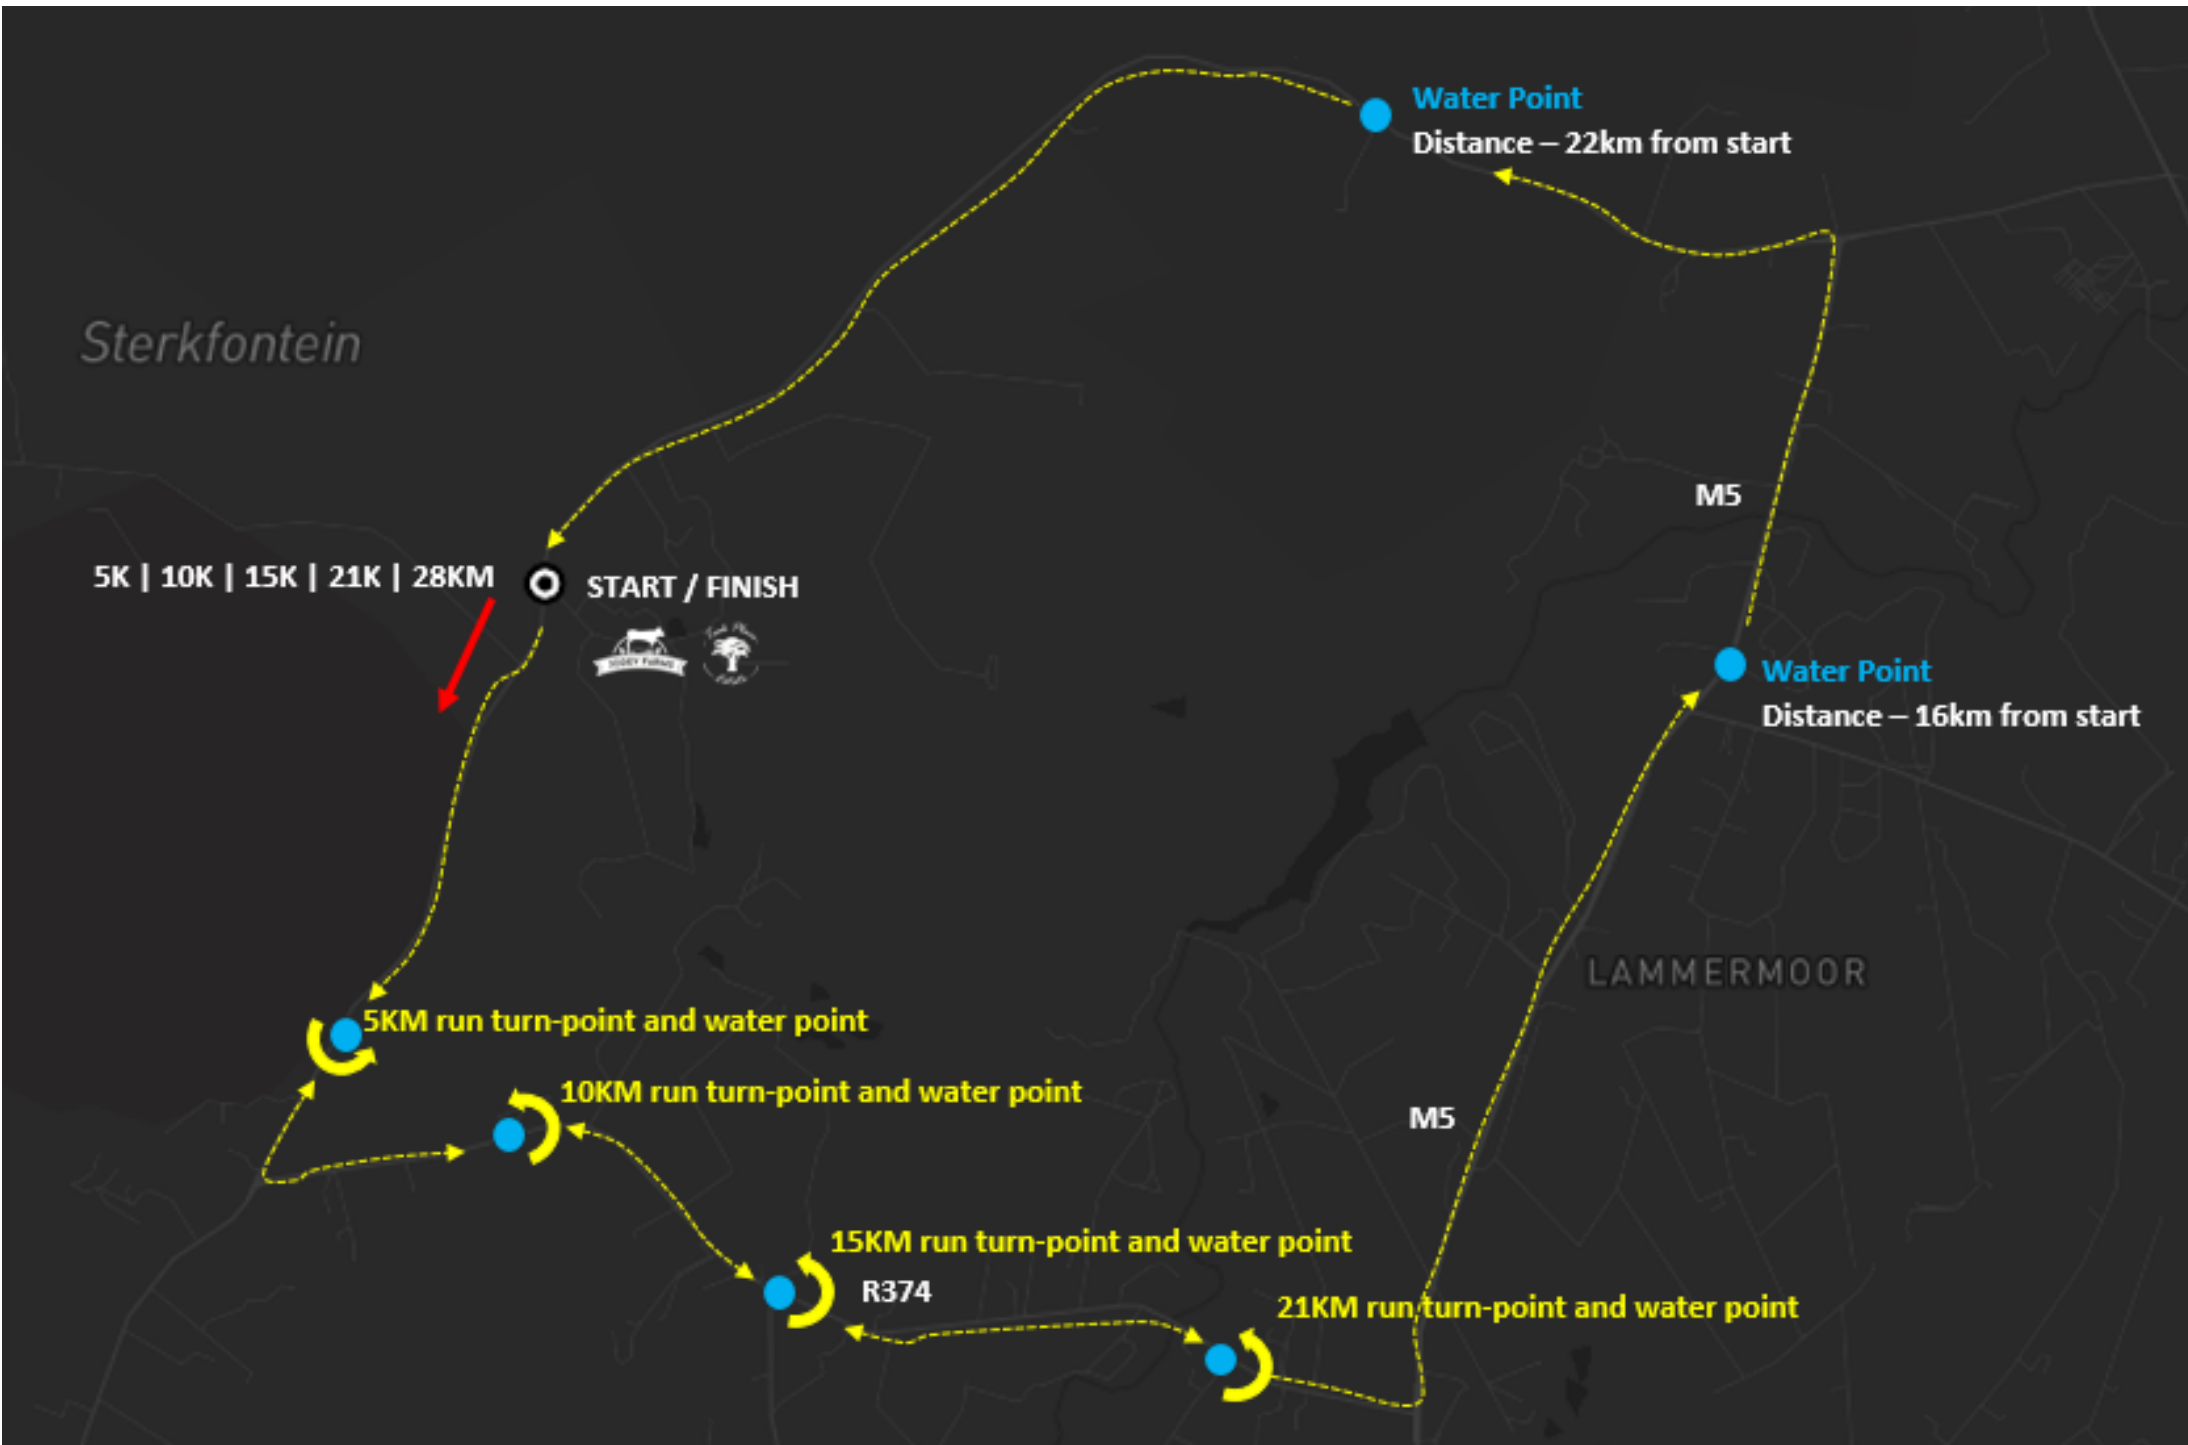 Water Point
Distance – 22km from start
Sterkfontein
M5
5K | 10K | 15K | 21K | 28KM
START / FINISH
Water Point
Distance – 16km from start
LAMMERMOOR
5KM run turn-point and water point
10KM run turn-point and water point
M5
15KM run turn-point and water point
R374
21KM run turn-point and water point